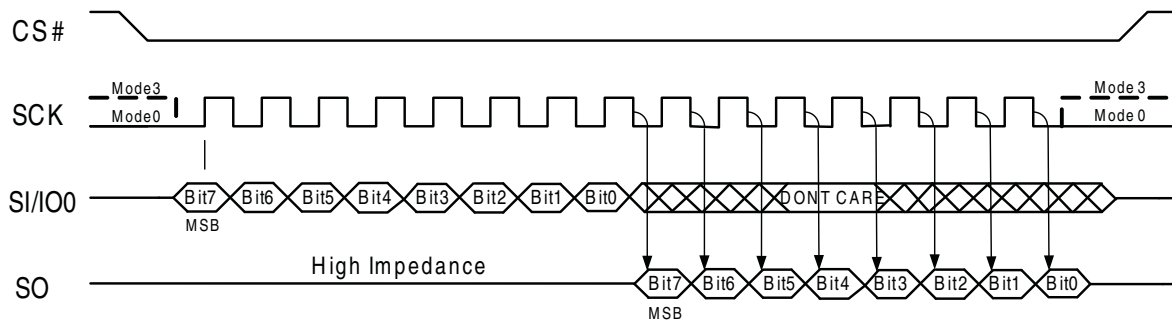 CS#
Mode3
Mode 3
SCK
Mode0
Mode 0
SI/IO0
Bit7 Bit6 Bit5 Bit4 Bit3 Bit2 Bit1 Bit0
DONT CARE
MSB
High Impedance
SO
Bit7 Bit6 Bit5 Bit4 Bit3 Bit2 Bit1 Bit0
MSB